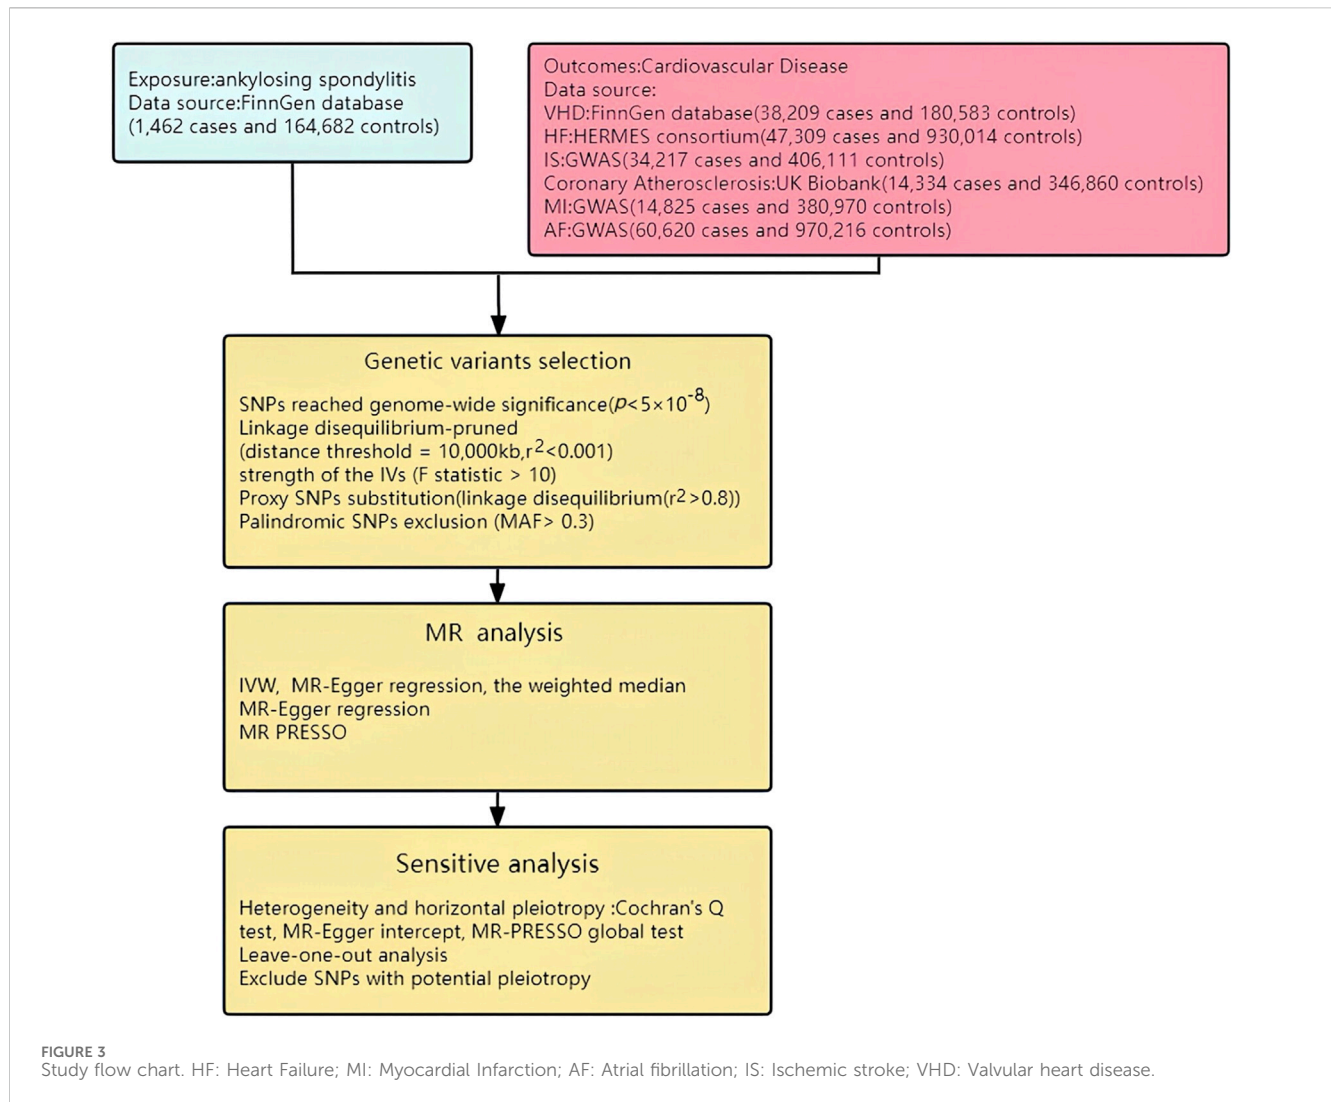 Exposure:ankylosing spondylitis
Data source:FinnGen database
(1,462 cases and 164,682 controls)
Outcomes:Cardiovascular Disease
Data source:
VHD:FinnGen database(38,209 cases and 180,583 controls)
HF:HERMES consortium(47,309 cases and 930,014 controls)
IS:GWAS(34,217 cases and 406,111 controls)
Coronary Atherosclerosis:UK Biobank(14,334 cases and 346,860 controls)
MI:GWAS(14,825 cases and 380,970 controls)
AF:GWAS(60,620 cases and 970,216 controls)
Genetic variants selection
SNPs reached genome-wide significance(p<5×10⁻⁸)
Linkage disequilibrium-pruned
(distance threshold = 10,000kb,r²<0.001)
strength of the IVs (F statistic > 10)
Proxy SNPs substitution(linkage disequilibrium(r²>0.8))
Palindromic SNPs exclusion (MAF> 0.3)
MR analysis
IVW, MR-Egger regression, the weighted median
MR-Egger regression
MR PRESSO
Sensitive analysis
Heterogeneity and horizontal pleiotropy :Cochran's Q
test, MR-Egger intercept, MR-PRESSO global test
Leave-one-out analysis
Exclude SNPs with potential pleiotropy
FIGURE 3
Study flow chart. HF: Heart Failure; MI: Myocardial Infarction; AF: Atrial fibrillation; IS: Ischemic stroke; VHD: Valvular heart disease.